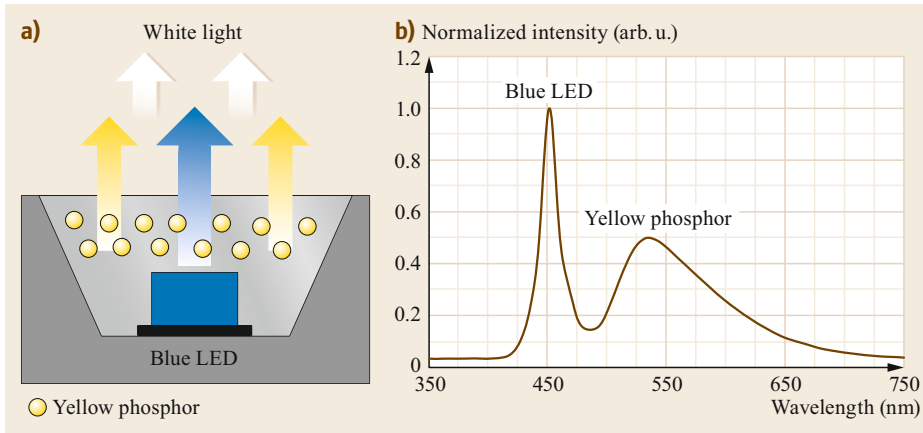 a)
White light
Blue LED
Yellow phosphor
b) Normalized intensity (arb. u.)
1.2
1.0
0.8
0.6
0.4
0.2
0
Blue LED
Yellow phosphor
350 450 550 650 750
Wavelength (nm)